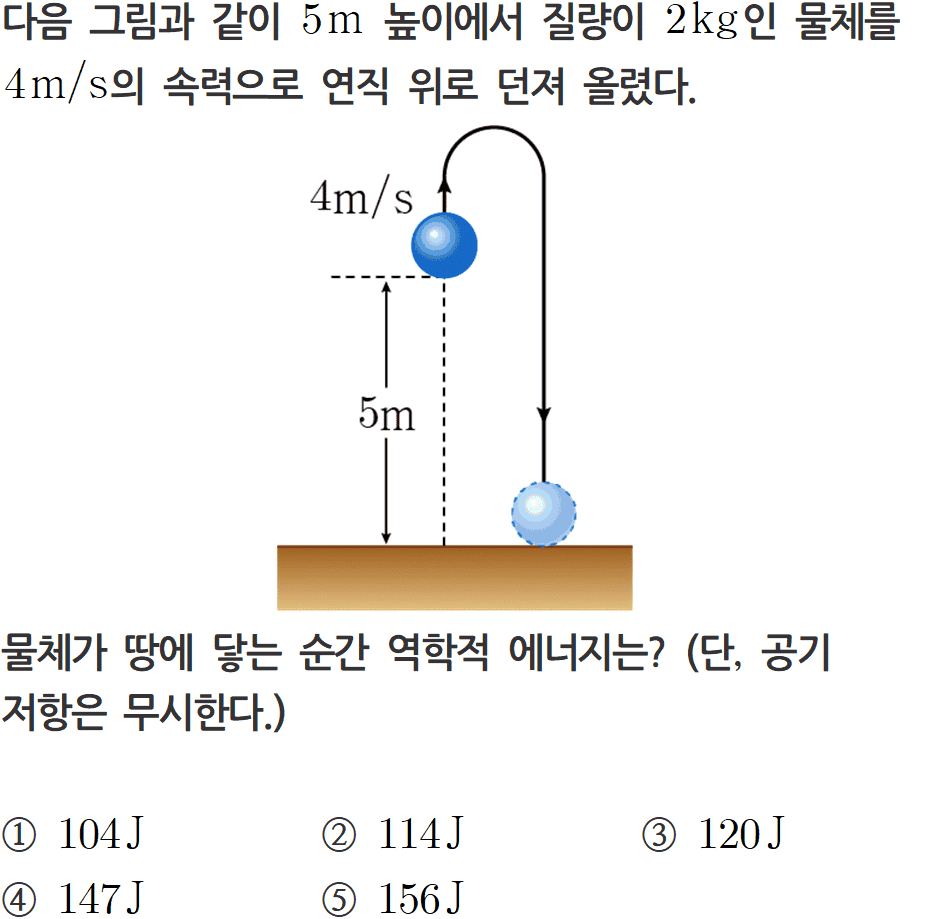 다음 그림과 같이 5m 높이에서 질량이 2kg인 물체를
4m/s의 속력으로 연직 위로 던져 올렸다.
4m/s
5m
물체가 땅에 닿는 순간 역학적 에너지는? (단, 공기
저항은 무시한다.)
① 104J ② 114J ③ 120J
④ 147J ⑤ 156J